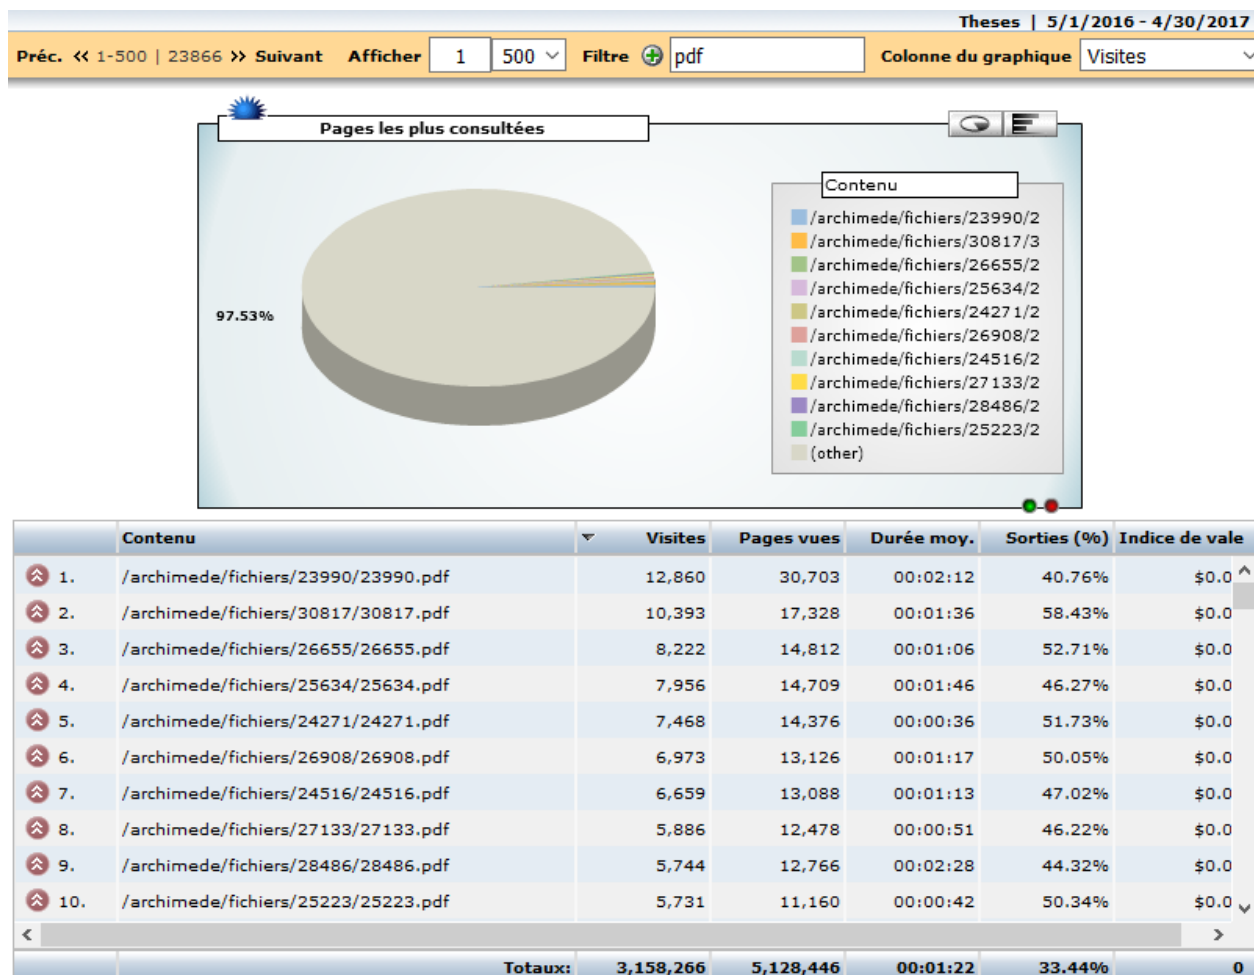 Theses | 5/1/2016 - 4/30/2017
Préc. << 1-500 | 23866 >> Suivant Afficher 1 500 Filtre pdf Colonne du graphique Visites
Pages les plus consultées
Contenu
/archimede/fichiers/23990/2
/archimede/fichiers/30817/3
/archimede/fichiers/26655/2
/archimede/fichiers/25634/2
/archimede/fichiers/24271/2
/archimede/fichiers/26908/2
/archimede/fichiers/24516/2
/archimede/fichiers/27133/2
/archimede/fichiers/28486/2
/archimede/fichiers/25223/2
(other)
97.53%
Contenu Visites Pages vues Durée moy. Sorties (%) Indice de vale
1. /archimede/fichiers/23990/23990.pdf 12,860 30,703 00:02:12 40.76% $0.0
2. /archimede/fichiers/30817/30817.pdf 10,393 17,328 00:01:36 58.43% $0.0
3. /archimede/fichiers/26655/26655.pdf 8,222 14,812 00:01:06 52.71% $0.0
4. /archimede/fichiers/25634/25634.pdf 7,956 14,709 00:01:46 46.27% $0.0
5. /archimede/fichiers/24271/24271.pdf 7,468 14,376 00:00:36 51.73% $0.0
6. /archimede/fichiers/26908/26908.pdf 6,973 13,126 00:01:17 50.05% $0.0
7. /archimede/fichiers/24516/24516.pdf 6,659 13,088 00:01:13 47.02% $0.0
8. /archimede/fichiers/27133/27133.pdf 5,886 12,478 00:00:51 46.22% $0.0
9. /archimede/fichiers/28486/28486.pdf 5,744 12,766 00:02:28 44.32% $0.0
10. /archimede/fichiers/25223/25223.pdf 5,731 11,160 00:00:42 50.34% $0.0
Totaux: 3,158,266 5,128,446 00:01:22 33.44% 0